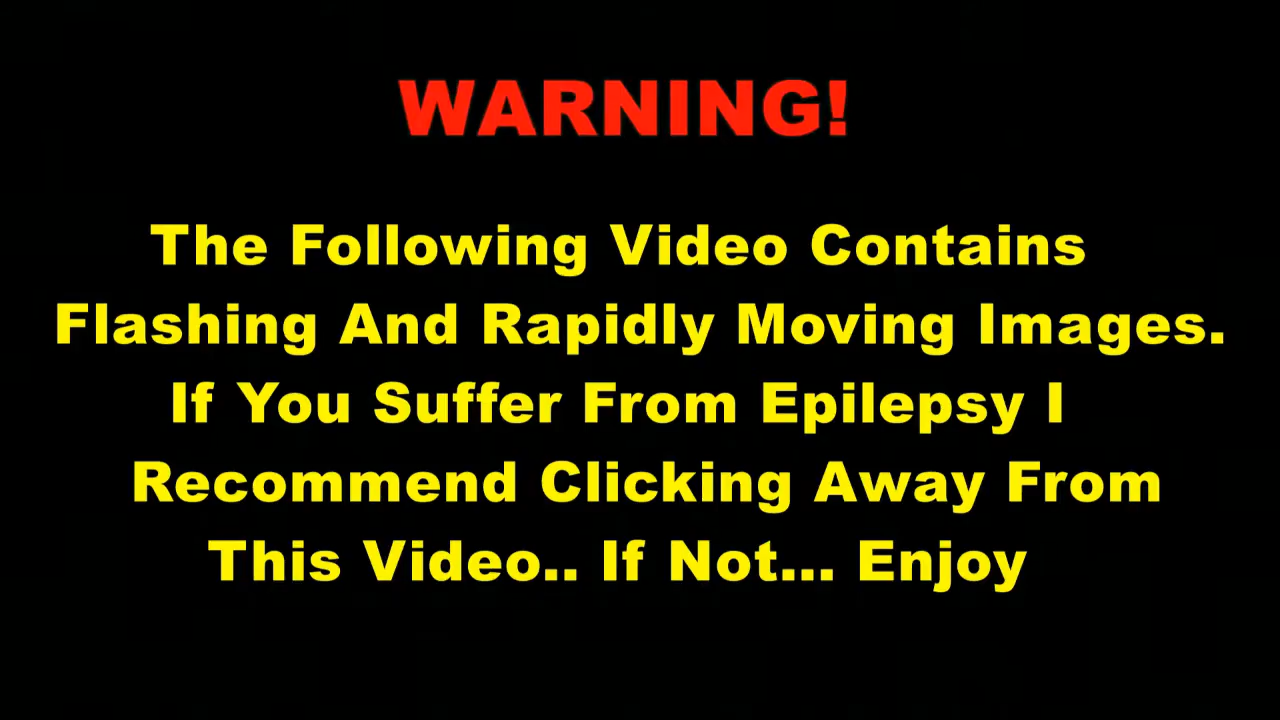 WARNING!
The Following Video Contains
Flashing And Rapidly Moving Images.
If You Suffer From Epilepsy I
Recommend Clicking Away From
This Video.. If Not... Enjoy